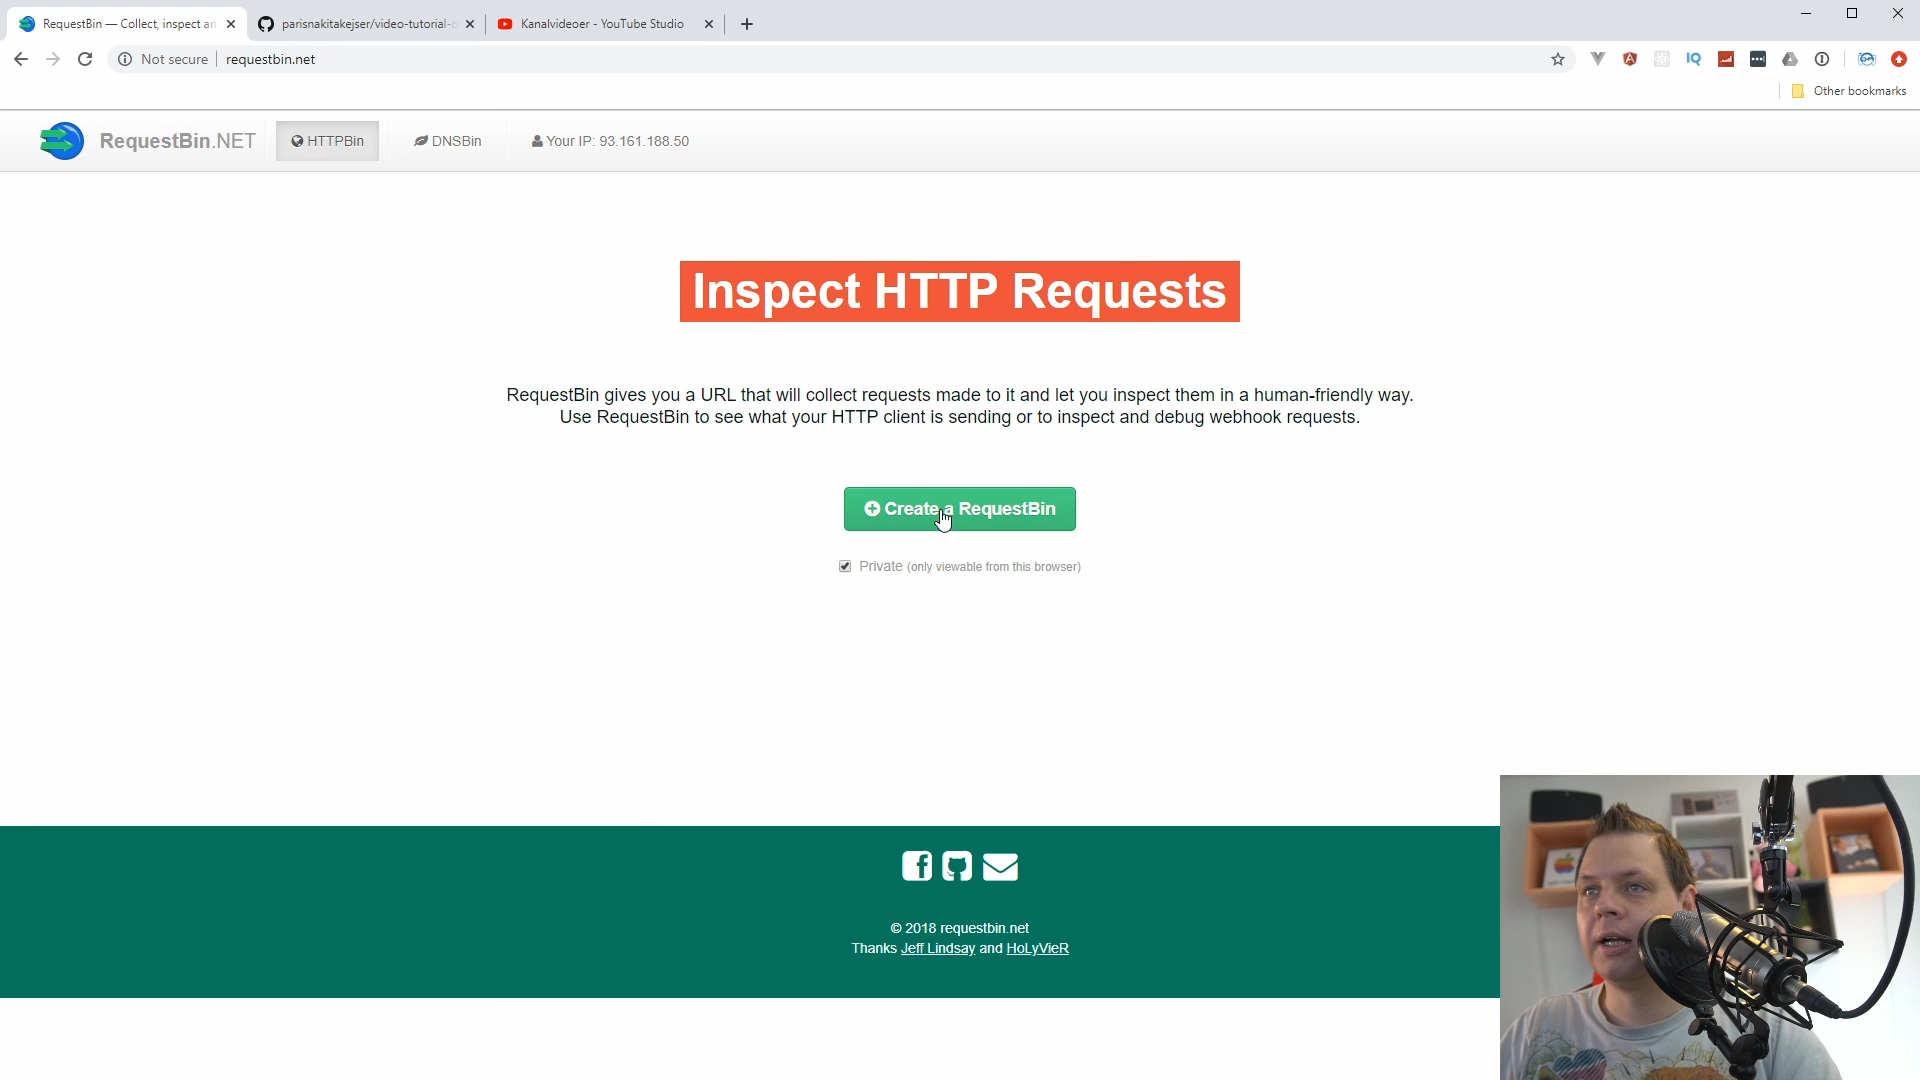 RequestBin — Collect, inspect an
parisnakitakejser/video-tutorial-c
Kanalvideoer - YouTube Studio
Not secure
requestbin.net
IQ
Other bookmarks
RequestBin.NET
HTTPBin
DNSBin
Your IP: 93.161.188.50
Inspect HTTP Requests
RequestBin gives you a URL that will collect requests made to it and let you inspect them in a human-friendly way.
Use RequestBin to see what your HTTP client is sending or to inspect and debug webhook requests.
Create a RequestBin
Private (only viewable from this browser)
© 2018 requestbin.net
Thanks Jeff Lindsay and HoLyVieR